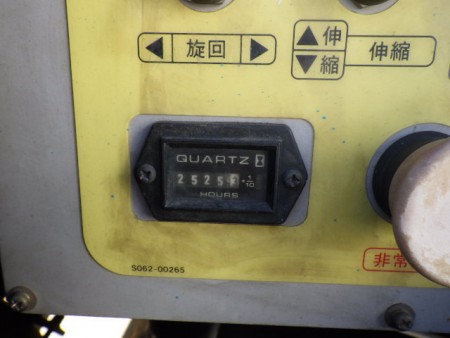 ◀ 旋回 ▶
▲伸
▼縮
伸縮
QUARTZ
2525
1/10
HOURS
S062-00265
非常